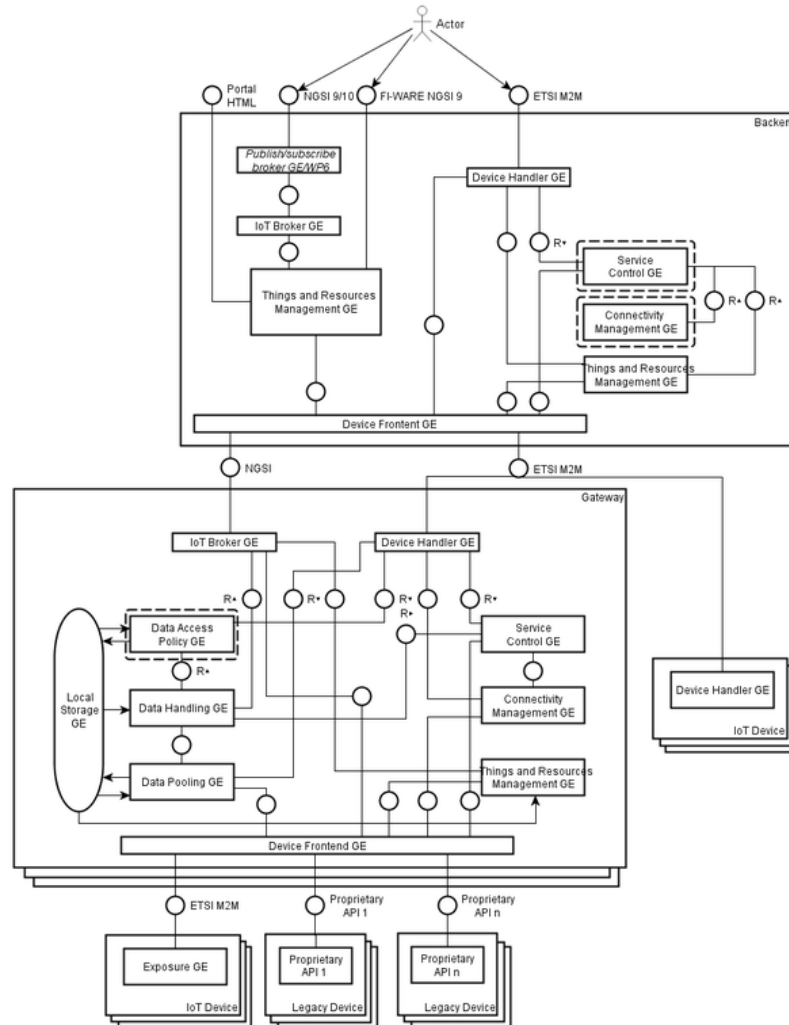 Actor
Portal
HTML
NGSI 9/10
FI-WARE NGSI 9
ETSI M2M
Backen
Publish/subscribe
broker GE/WP6
Device Handler GE
IoT Broker GE
R
Service
Control GE
Things and Resources
Management GE
R
R
Connectivity
Management GE
Things and Resources
Management GE
Device Frontent GE
NGSI
ETSI M2M
Gateway
IoT Broker GE
Device Handler GE
R
R
R
R
R
R
Data Access
Policy GE
Service
Control GE
R
Local
Storage
GE
Data Handling GE
Connectivity
Management GE
Device Handler GE
IoT Device
Data Pooling GE
Things and Resources
Management GE
Device Frontend GE
ETSI M2M
Proprietary
API 1
Proprietary
API n
Exposure GE
IoT Device
Proprietary
API 1
Legacy Device
Proprietary
API n
Legacy Device